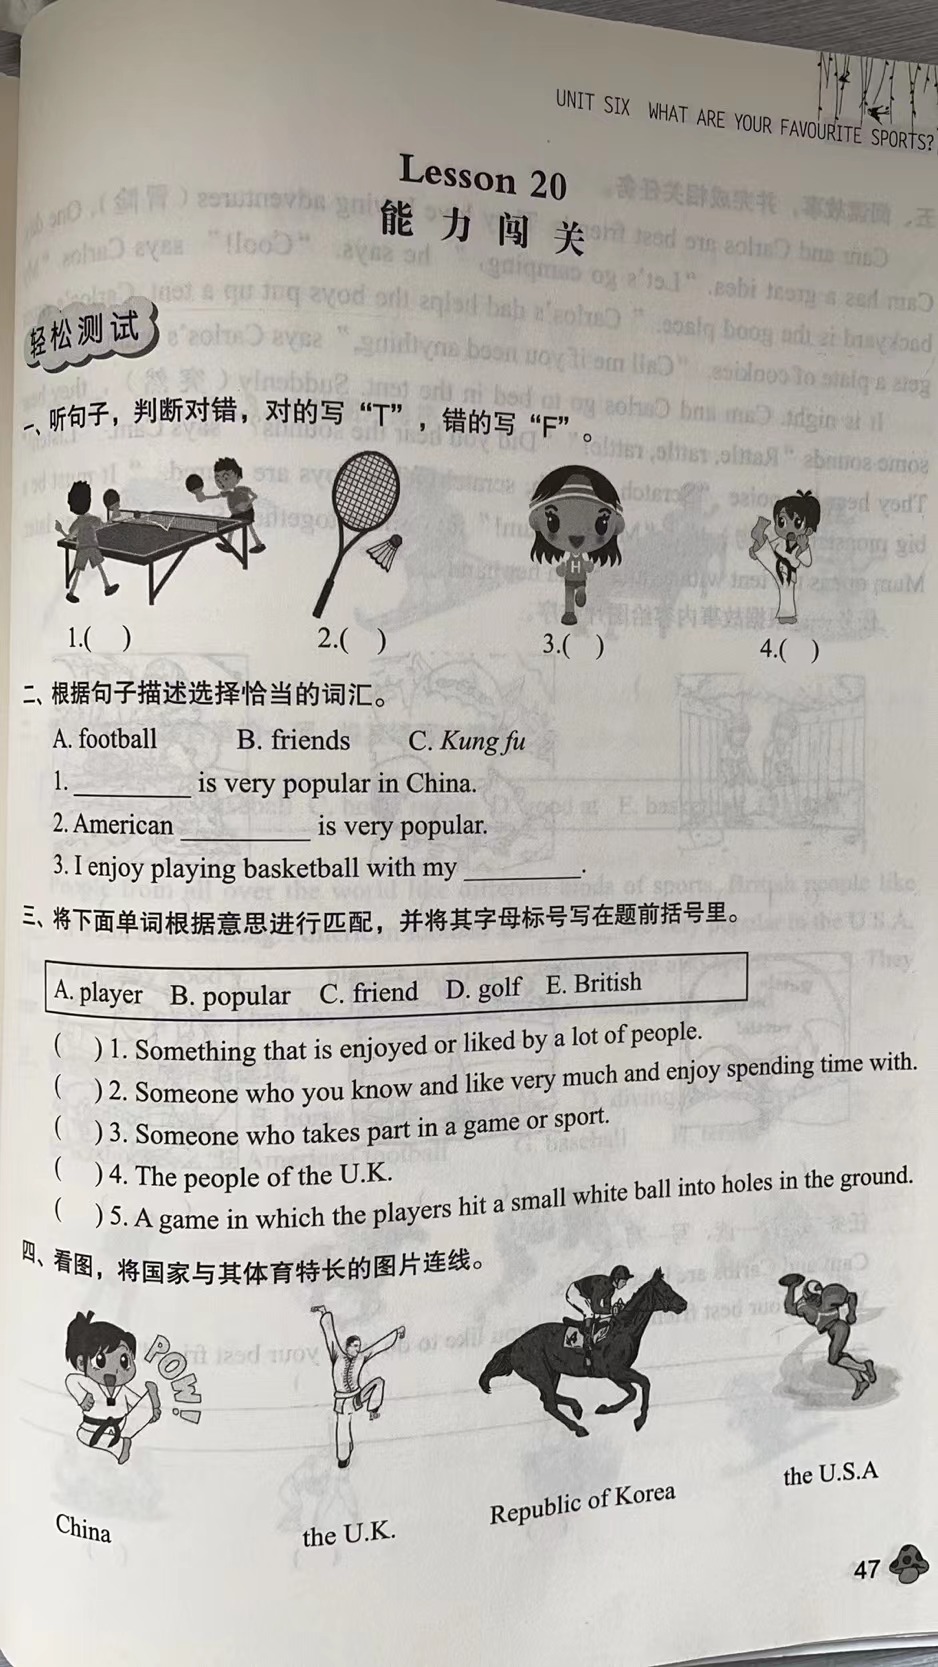 UNIT SIX WHAT ARE YOUR FAVOURITE SPORTS?
Lesson 20
能力闯关
轻松测试
一、听句子，判断对错，对的写“T”，错的写“F”。
H
1.( ) 2.( ) 3.( ) 4.( )
二、根据句子描述选择恰当的词汇。
A. football B. friends C. Kung fu
1. ________ is very popular in China.
2. American ________ is very popular.
3. I enjoy playing basketball with my ________.
三、将下面单词根据意思进行匹配，并将其字母标号写在题前括号里。
A. player B. popular C. friend D. golf E. British
( ) 1. Something that is enjoyed or liked by a lot of people.
( ) 2. Someone who you know and like very much and enjoy spending time with.
( ) 3. Someone who takes part in a game or sport.
( ) 4. The people of the U.K.
( ) 5. A game in which the players hit a small white ball into holes in the ground.
四、看图，将国家与其体育特长的图片连线。
POW!
4
China the U.K. Republic of Korea the U.S.A
47